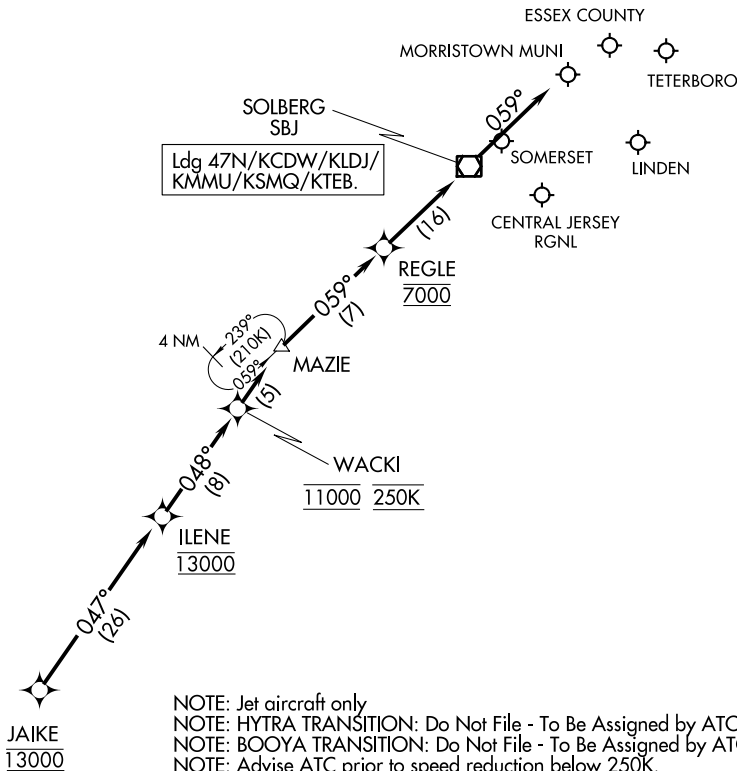 ESSEX COUNTY
MORRISTOWN MUNI
TETERBORO
SOLBERG
SBJ
059°
Ldg 47N/KCDW/KLDJ/
KMMU/KSMQ/KTEB.
SOMERSET
LINDEN
CENTRAL JERSEY
RGNL
(16)
REGLE
7000
059°
(7)
4 NM
239°
(210K)
059°
MAZIE
(5)
WACKI
11000 250K
048°
(8)
ILENE
13000
047°
(26)
JAIKE
13000
NOTE: Jet aircraft only
NOTE: HYTRA TRANSITION: Do Not File - To Be Assigned by ATC
NOTE: BOOYA TRANSITION: Do Not File - To Be Assigned by ATC
NOTE: Advise ATC prior to speed reduction below 250K.